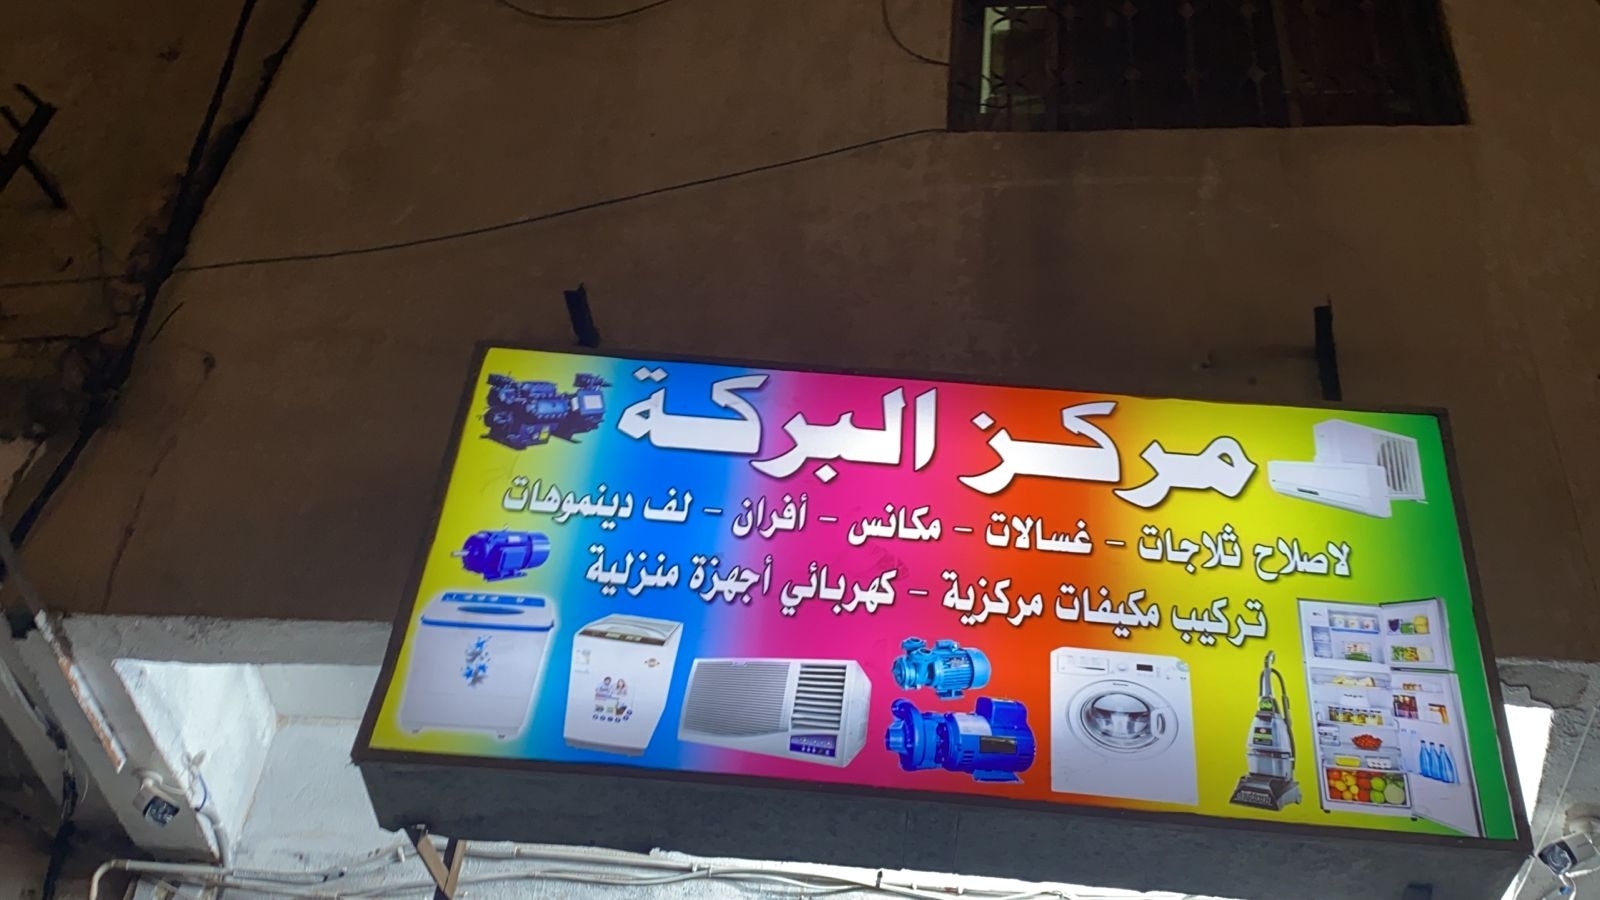 مركز البركة
لاصلاح ثلاجات - غسالات - مكانس - أفران - لف دينموهات
تركيب مكيفات مركزية - كهربائي أجهزة منزلية